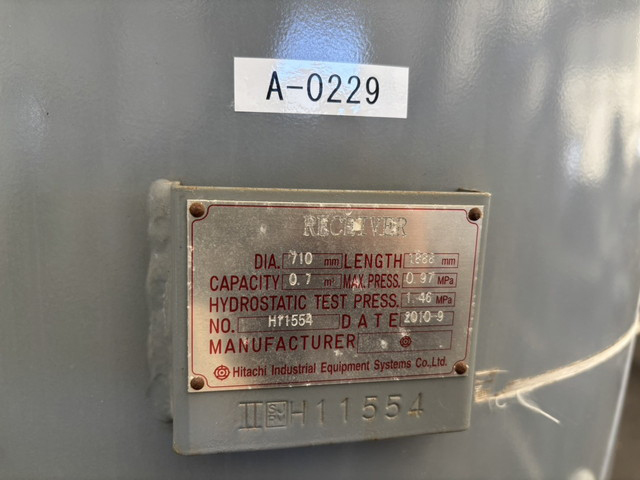 A-0229
RECEIVER
DIA. 710 mm LENGTH 1888 mm
CAPACITY 0.7 m³ MAX. PRESS. 0.97 MPa
HYDROSTATIC TEST PRESS. 1.46 MPa
NO. H11554 DATE 2010-9
MANUFACTURER
Hitachi Industrial Equipment Systems Co.,Ltd.
II H11554